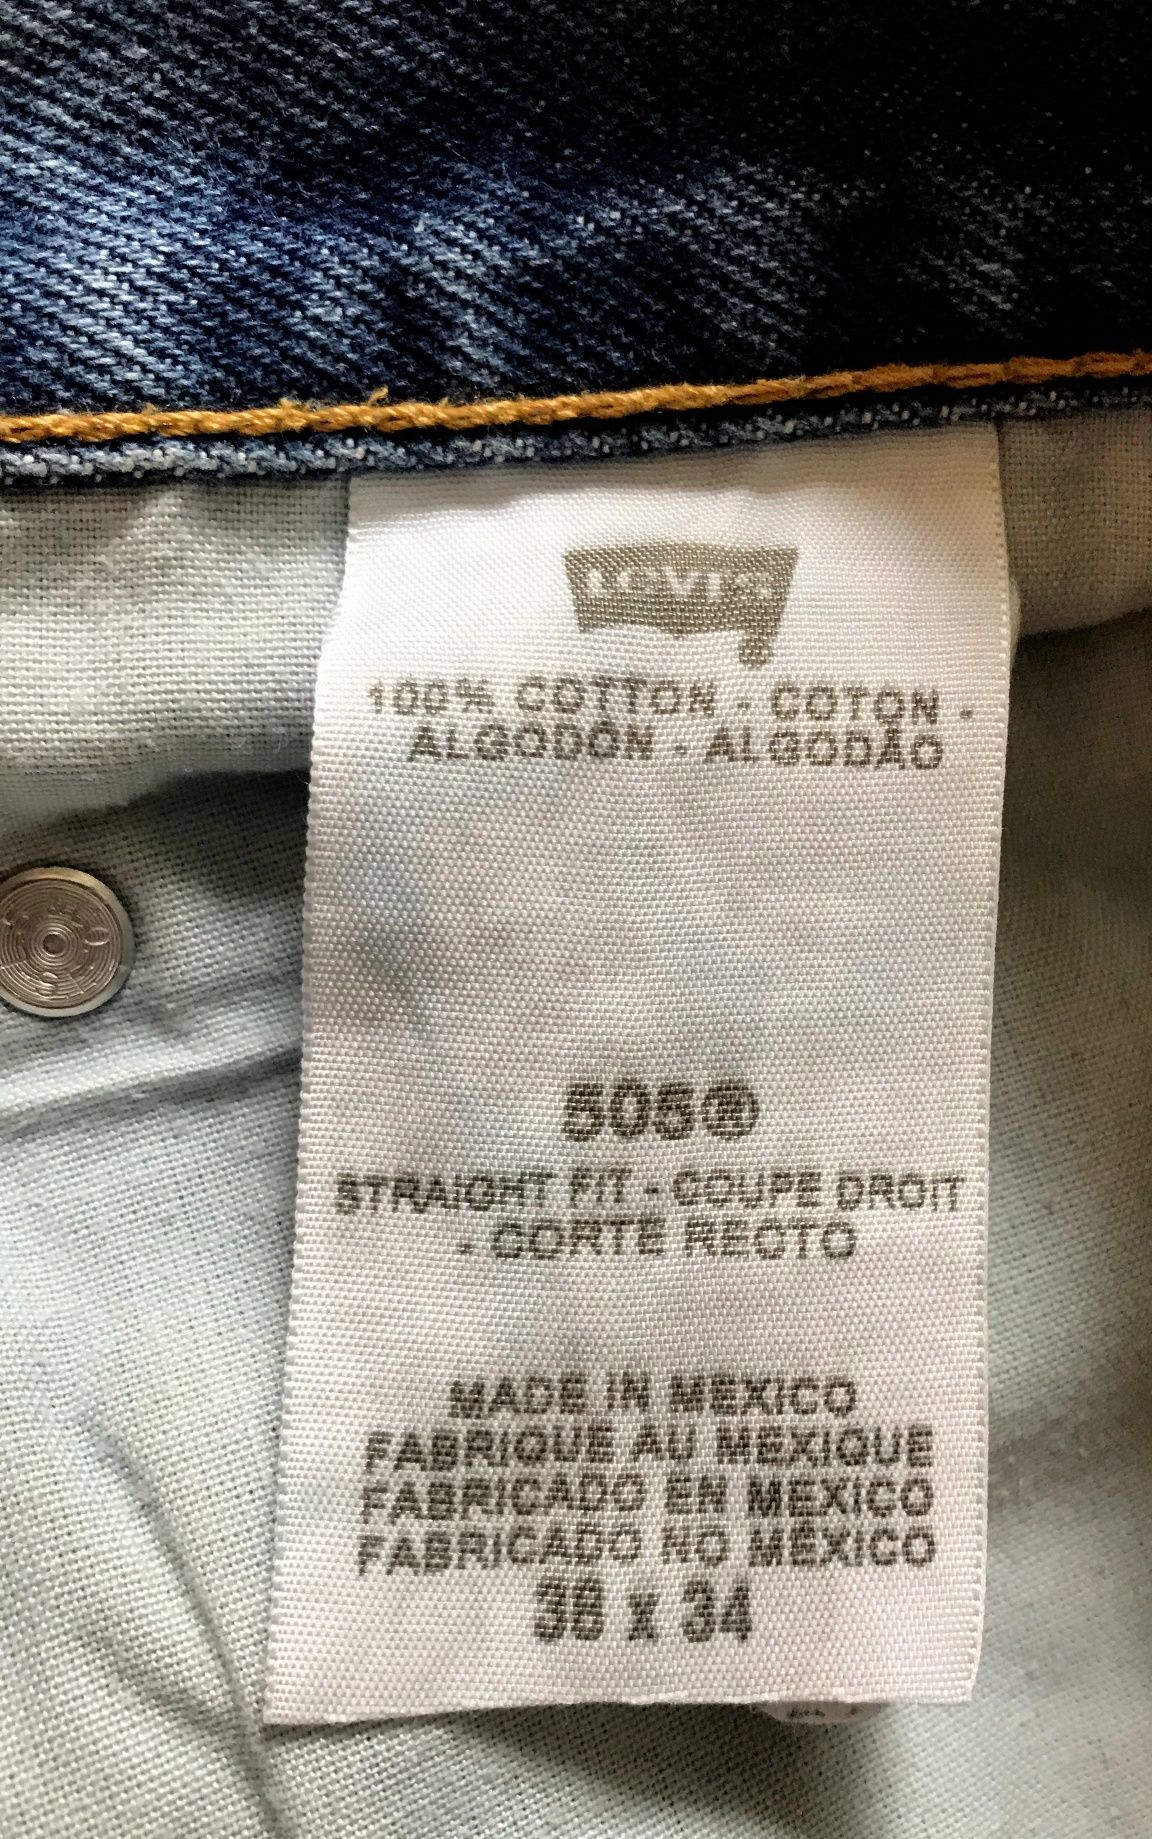 LEVI'S
®
100% COTTON - COTON -
ALGODÓN - ALGODÃO
505®
STRAIGHT FIT - COUPE DROIT
- CORTE RECTO
MADE IN MEXICO
FABRIQUE AU MEXIQUE
FABRICADO EN MEXICO
FABRICADO NO MÉXICO
x 34